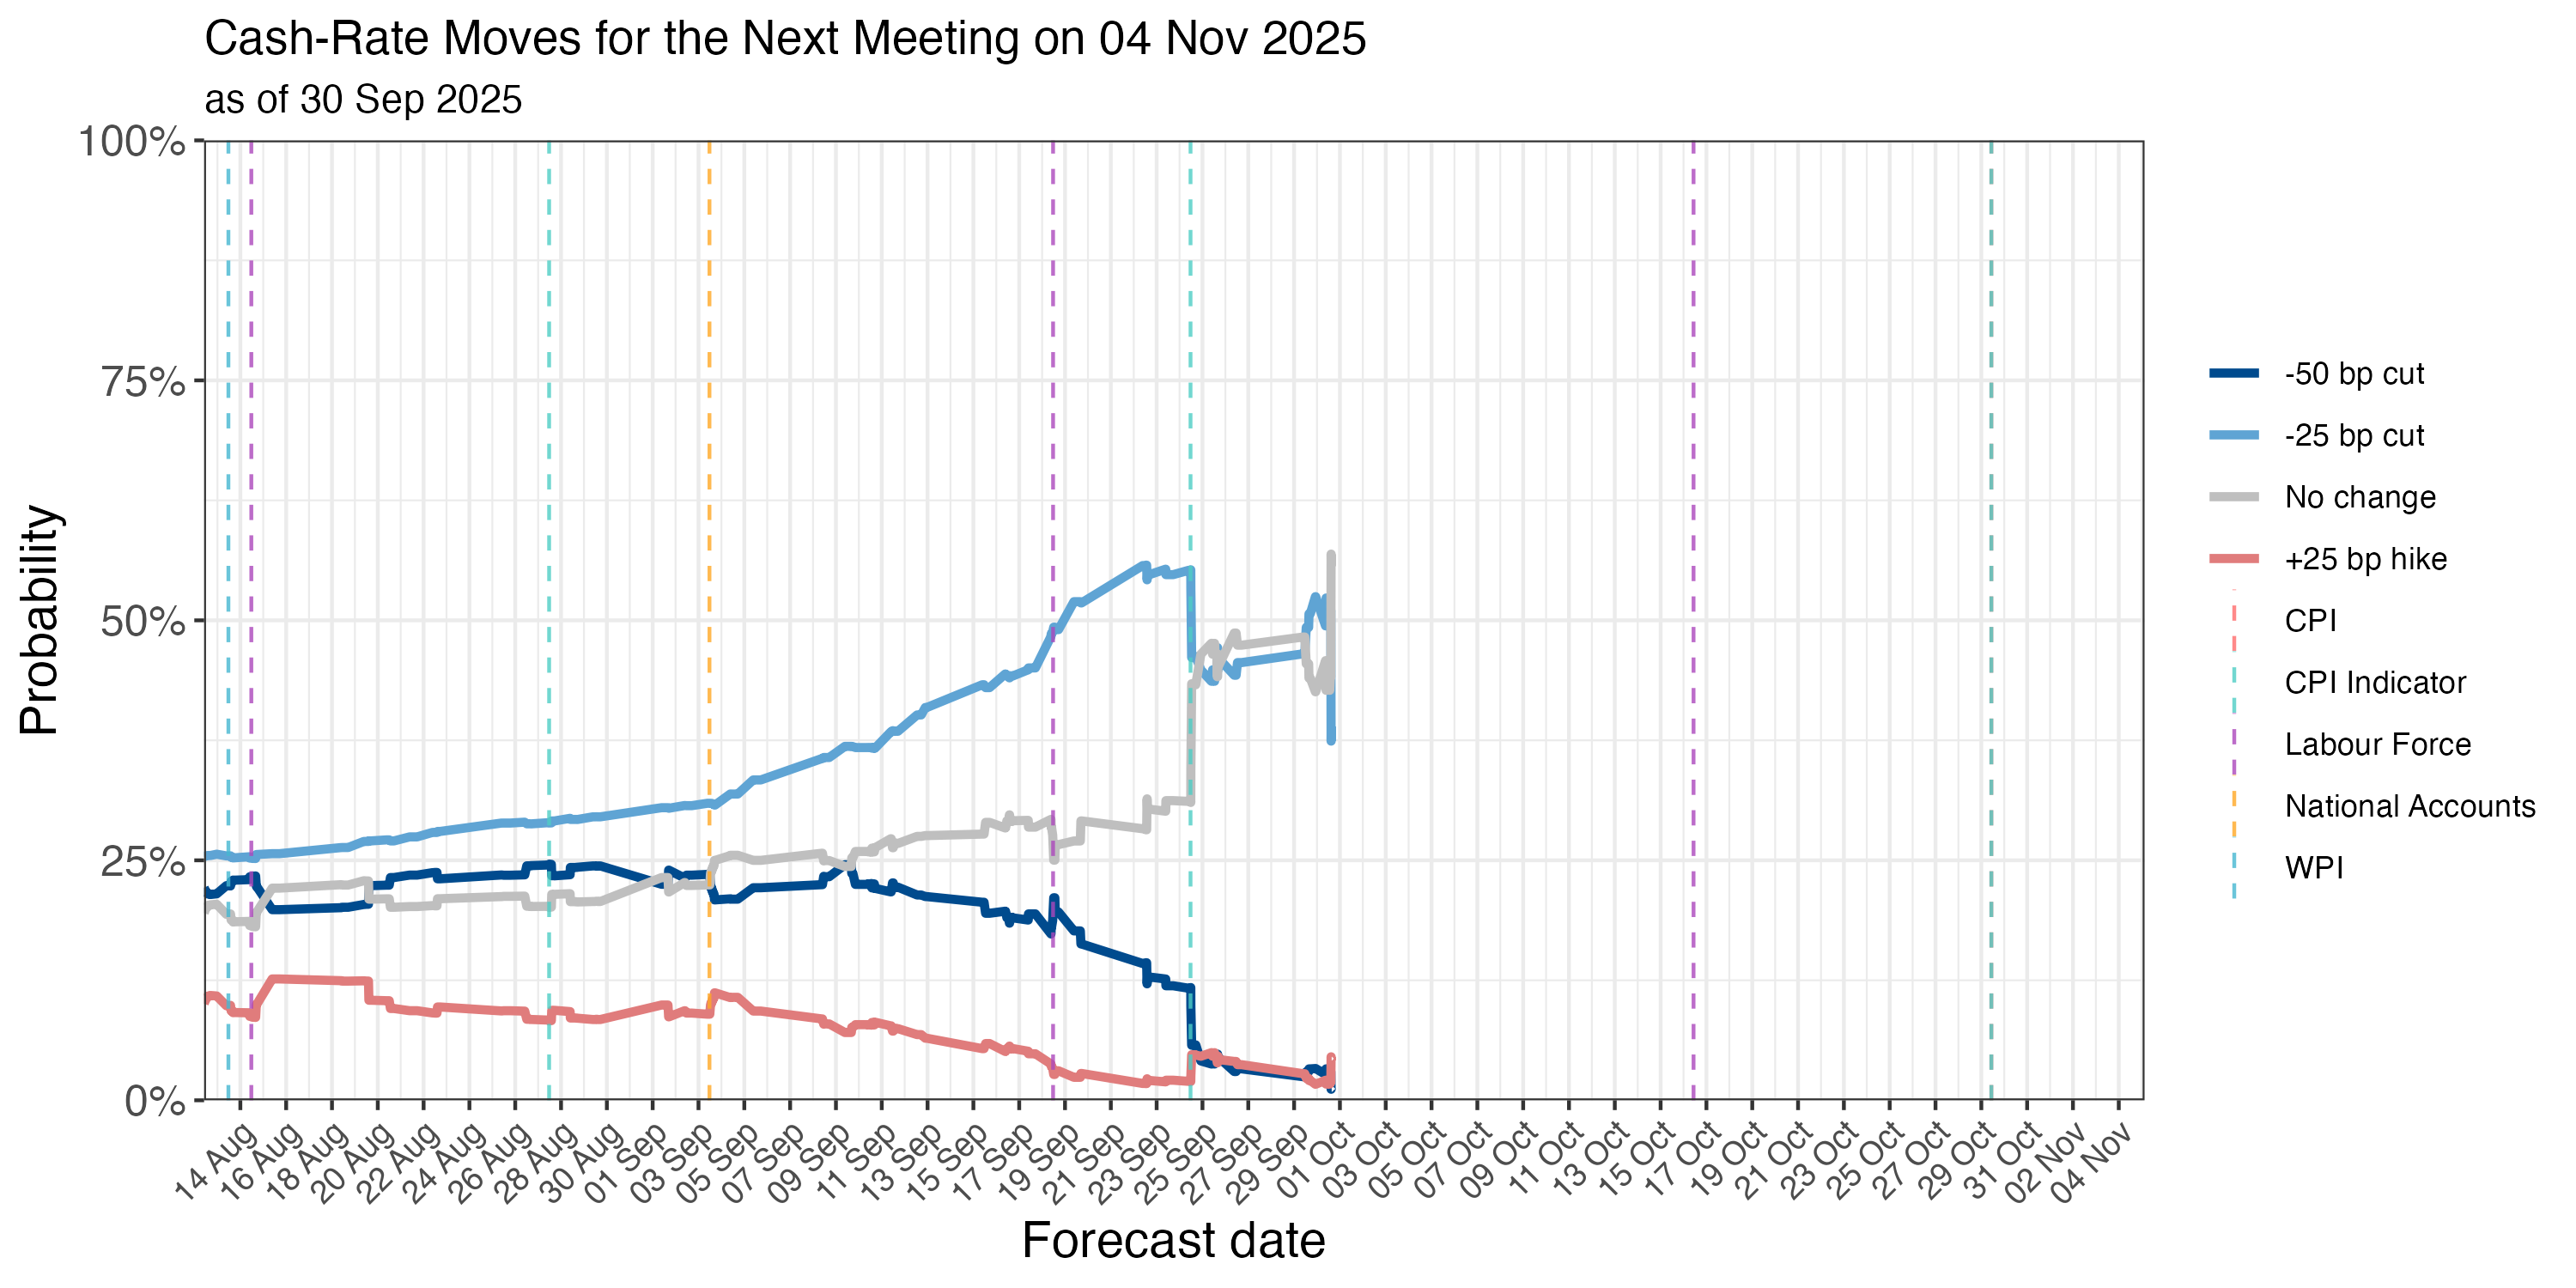 Cash-Rate Moves for the Next Meeting on 04 Nov 2025
as of 30 Sep 2025
Probability
100%
75%
50%
25%
0%
14 Aug
16 Aug
18 Aug
20 Aug
22 Aug
24 Aug
26 Aug
28 Aug
30 Aug
01 Sep
03 Sep
05 Sep
07 Sep
09 Sep
11 Sep
13 Sep
15 Sep
17 Sep
19 Sep
21 Sep
23 Sep
25 Sep
27 Sep
29 Sep
01 Oct
03 Oct
05 Oct
07 Oct
09 Oct
11 Oct
13 Oct
15 Oct
17 Oct
19 Oct
21 Oct
23 Oct
25 Oct
27 Oct
29 Oct
31 Oct
02 Nov
04 Nov
Forecast date
-50 bp cut
-25 bp cut
No change
+25 bp hike
CPI
CPI Indicator
Labour Force
National Accounts
WPI